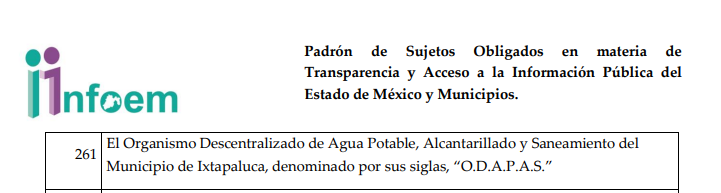 infoem
Padrón de Sujetos Obligados en materia de
Transparencia y Acceso a la Información Pública del
Estado de México y Municipios.
261
El Organismo Descentralizado de Agua Potable, Alcantarillado y Saneamiento del
Municipio de Ixtapaluca, denominado por sus siglas, “O.D.A.P.A.S.”